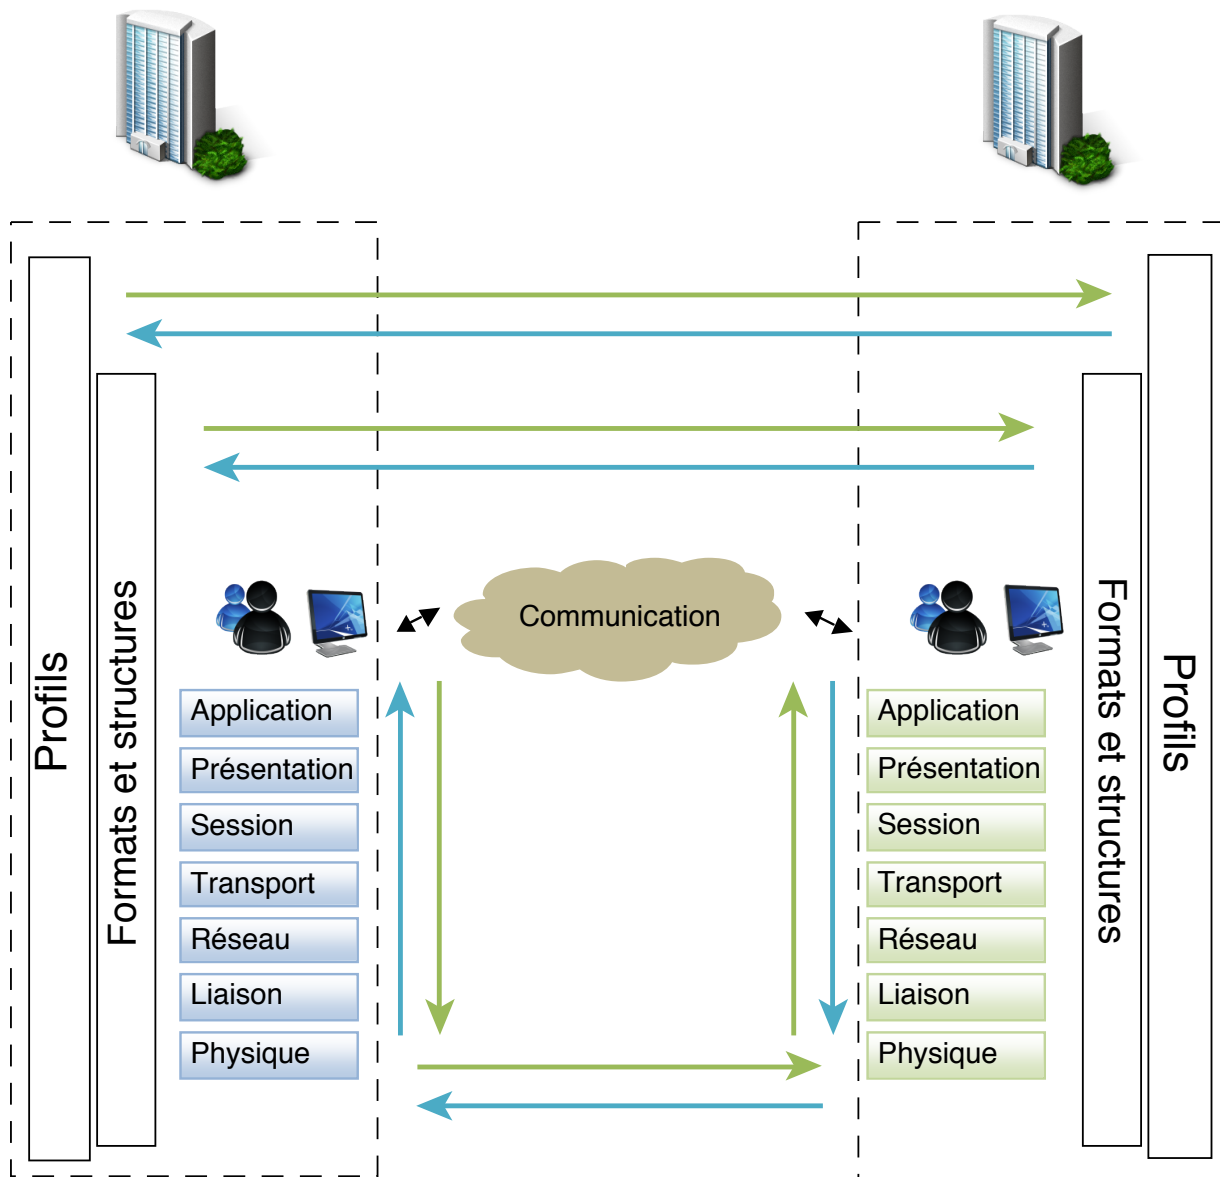 Profils
Formats et structures
Application
Présentation
Session
Transport
Réseau
Liaison
Physique
Communication
Application
Présentation
Session
Transport
Réseau
Liaison
Physique
Formats et structures
Profils